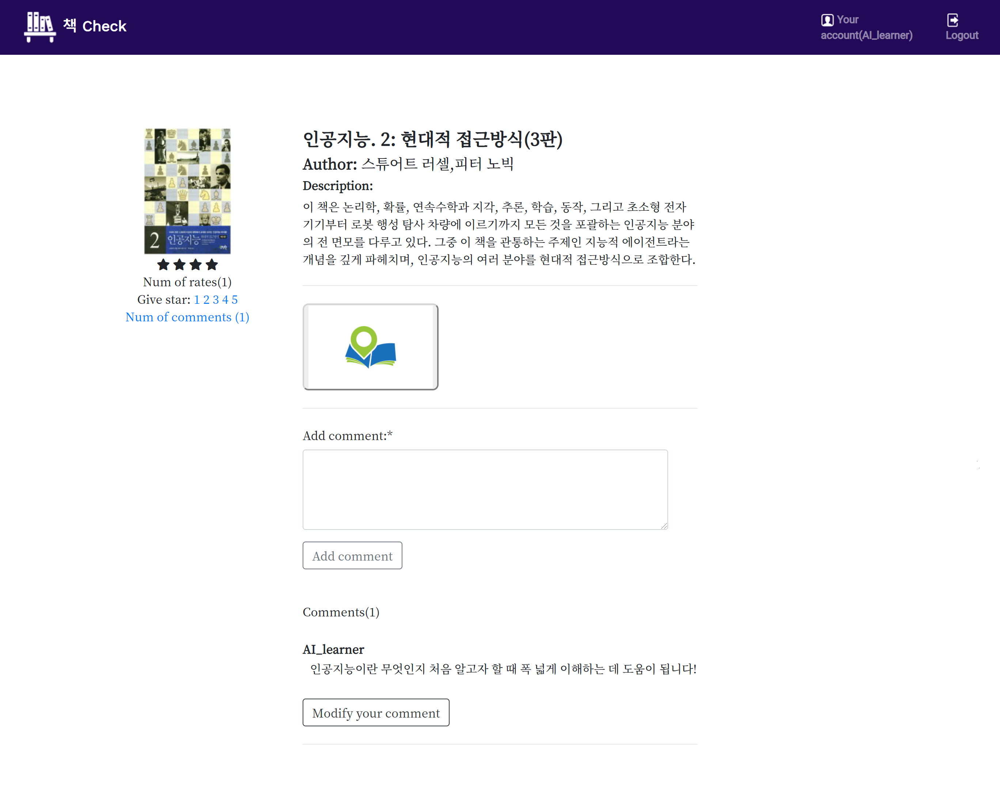 책 Check
Your
account(AI_learner)
Logout
2
인공지능
Num of rates(1)
Give star: 1 2 3 4 5
Num of comments (1)
인공지능. 2: 현대적 접근방식(3판)
Author: 스튜어트 러셀,피터 노빅
Description:
이 책은 논리학, 확률, 연속수학과 지각, 추론, 학습, 동작, 그리고 초소형 전자
기기부터 로봇 행성 탐사 차량에 이르기까지 모든 것을 포괄하는 인공지능 분야
의 전 면모를 다루고 있다. 그중 이 책을 관통하는 주제인 지능적 에이전트라는
개념을 깊게 파헤치며, 인공지능의 여러 분야를 현대적 접근방식으로 조합한다.
Add comment:*
Add comment
Comments(1)
AI_learner
인공지능이란 무엇인지 처음 알고자 할 때 폭 넓게 이해하는 데 도움이 됩니다!
Modify your comment